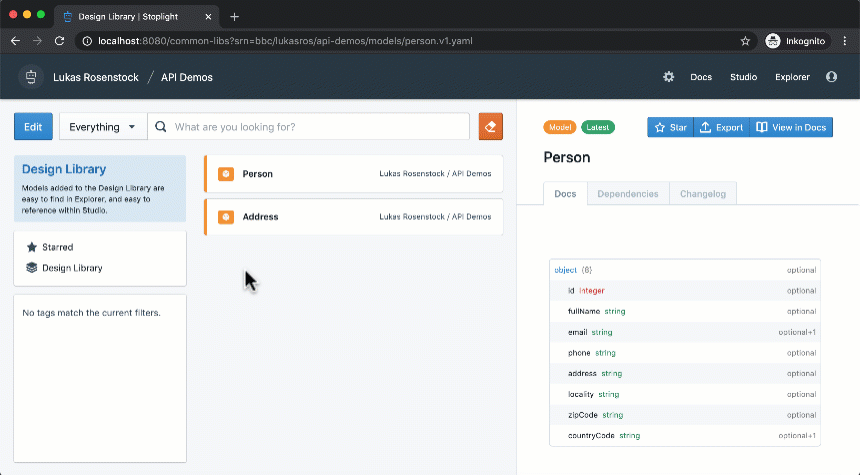 Design Library | Stoplight
localhost:8080/common-libs?srn=bbc/lukasros/api-demos/models/person.v1.yaml
Inkognito
Lukas Rosenstock / API Demos
Docs
Studio
Explorer
Edit
Everything
What are you looking for?
Design Library
Models added to the Design Library are
easy to find in Explorer, and easy to
reference within Studio.
Starred
Design Library
No tags match the current filters.
Person
Lukas Rosenstock / API Demos
Address
Lukas Rosenstock / API Demos
Model
Latest
Star
Export
View in Docs
Person
Docs
Dependencies
Changelog
object {8} optional
id integer optional
fullName string optional
email string optional+1
phone string optional
address string optional
locality string optional
zipCode string optional
countryCode string optional+1